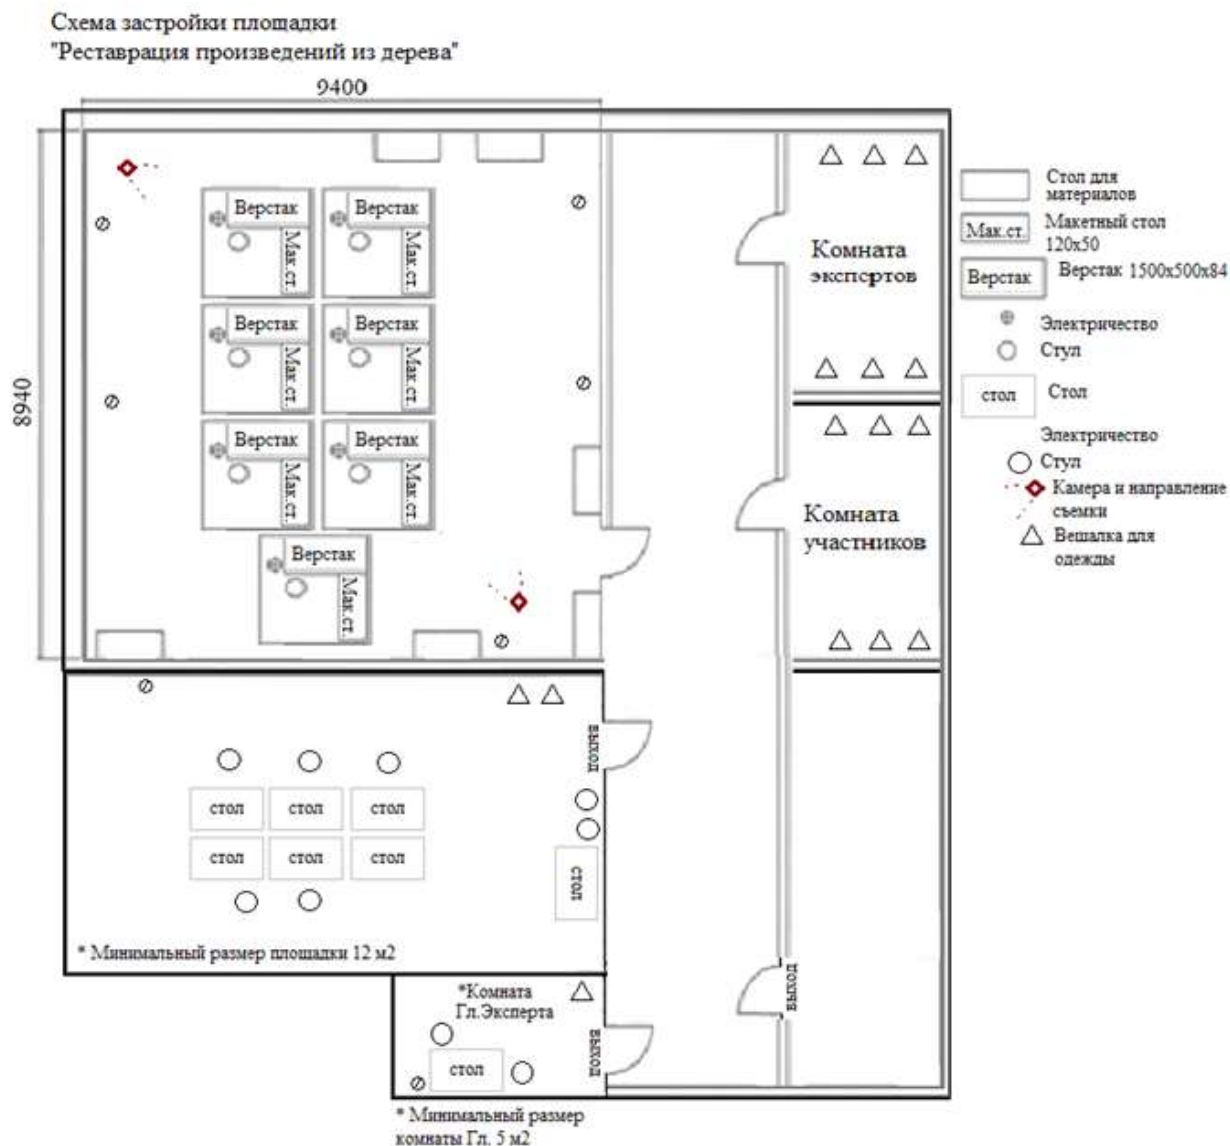 Схема застройки площадки
"Реставрация произведений из дерева"
9400
8940
Верстак
Мак.ст.
Верстак
Мак.ст.
Верстак
Мак.ст.
Верстак
Мак.ст.
Верстак
Мак.ст.
Верстак
Мак.ст.
Верстак
Мак.ст.
Комната
экспертов
Комната
участников
Стол для
материалов
Мак.ст.
Макетный стол
120х50
Верстак
Верстак 1500х500х84
Электричество
Стул
стол
Стол
Электричество
Стул
Камера и направление
съемки
Вешалка для
одежды
выход
стол
стол
стол
стол
стол
стол
стол
* Минимальный размер площадки 12 м2
*Комната
Гл.Эксперта
стол
выход
выход
* Минимальный размер
комнаты Гл. 5 м2